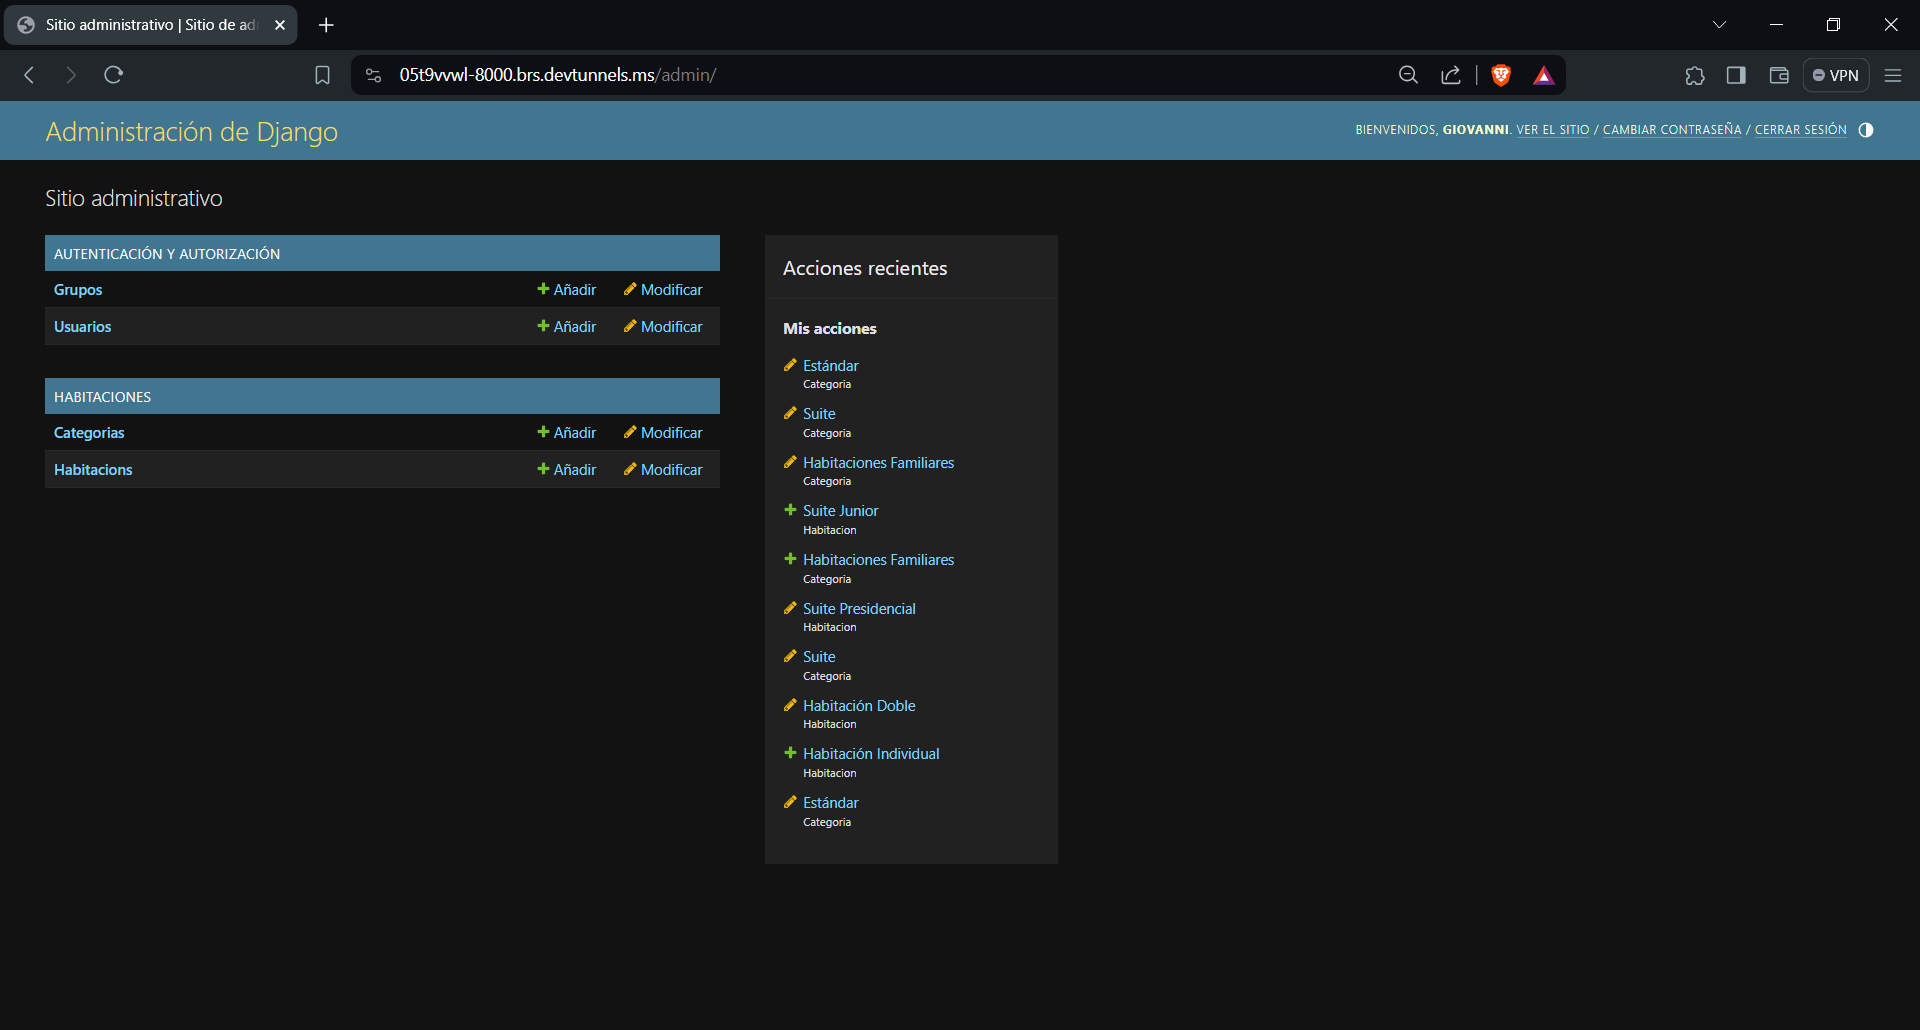 Sitio administrativo | Sitio de ad
05t9vvwl-8000.brs.devtunnels.ms/admin/
VPN
Administración de Django
BIENVENIDOS, GIOVANNI. VER EL SITIO / CAMBIAR CONTRASEÑA / CERRAR SESIÓN
Sitio administrativo
AUTENTICACIÓN Y AUTORIZACIÓN
Grupos Añadir Modificar
Usuarios Añadir Modificar
HABITACIONES
Categorias Añadir Modificar
Habitacions Añadir Modificar
Acciones recientes
Mis acciones
Estándar
Categoria
Suite
Categoria
Habitaciones Familiares
Categoria
Suite Junior
Habitacion
Habitaciones Familiares
Categoria
Suite Presidencial
Habitacion
Suite
Categoria
Habitación Doble
Habitacion
Habitación Individual
Habitacion
Estándar
Categoria